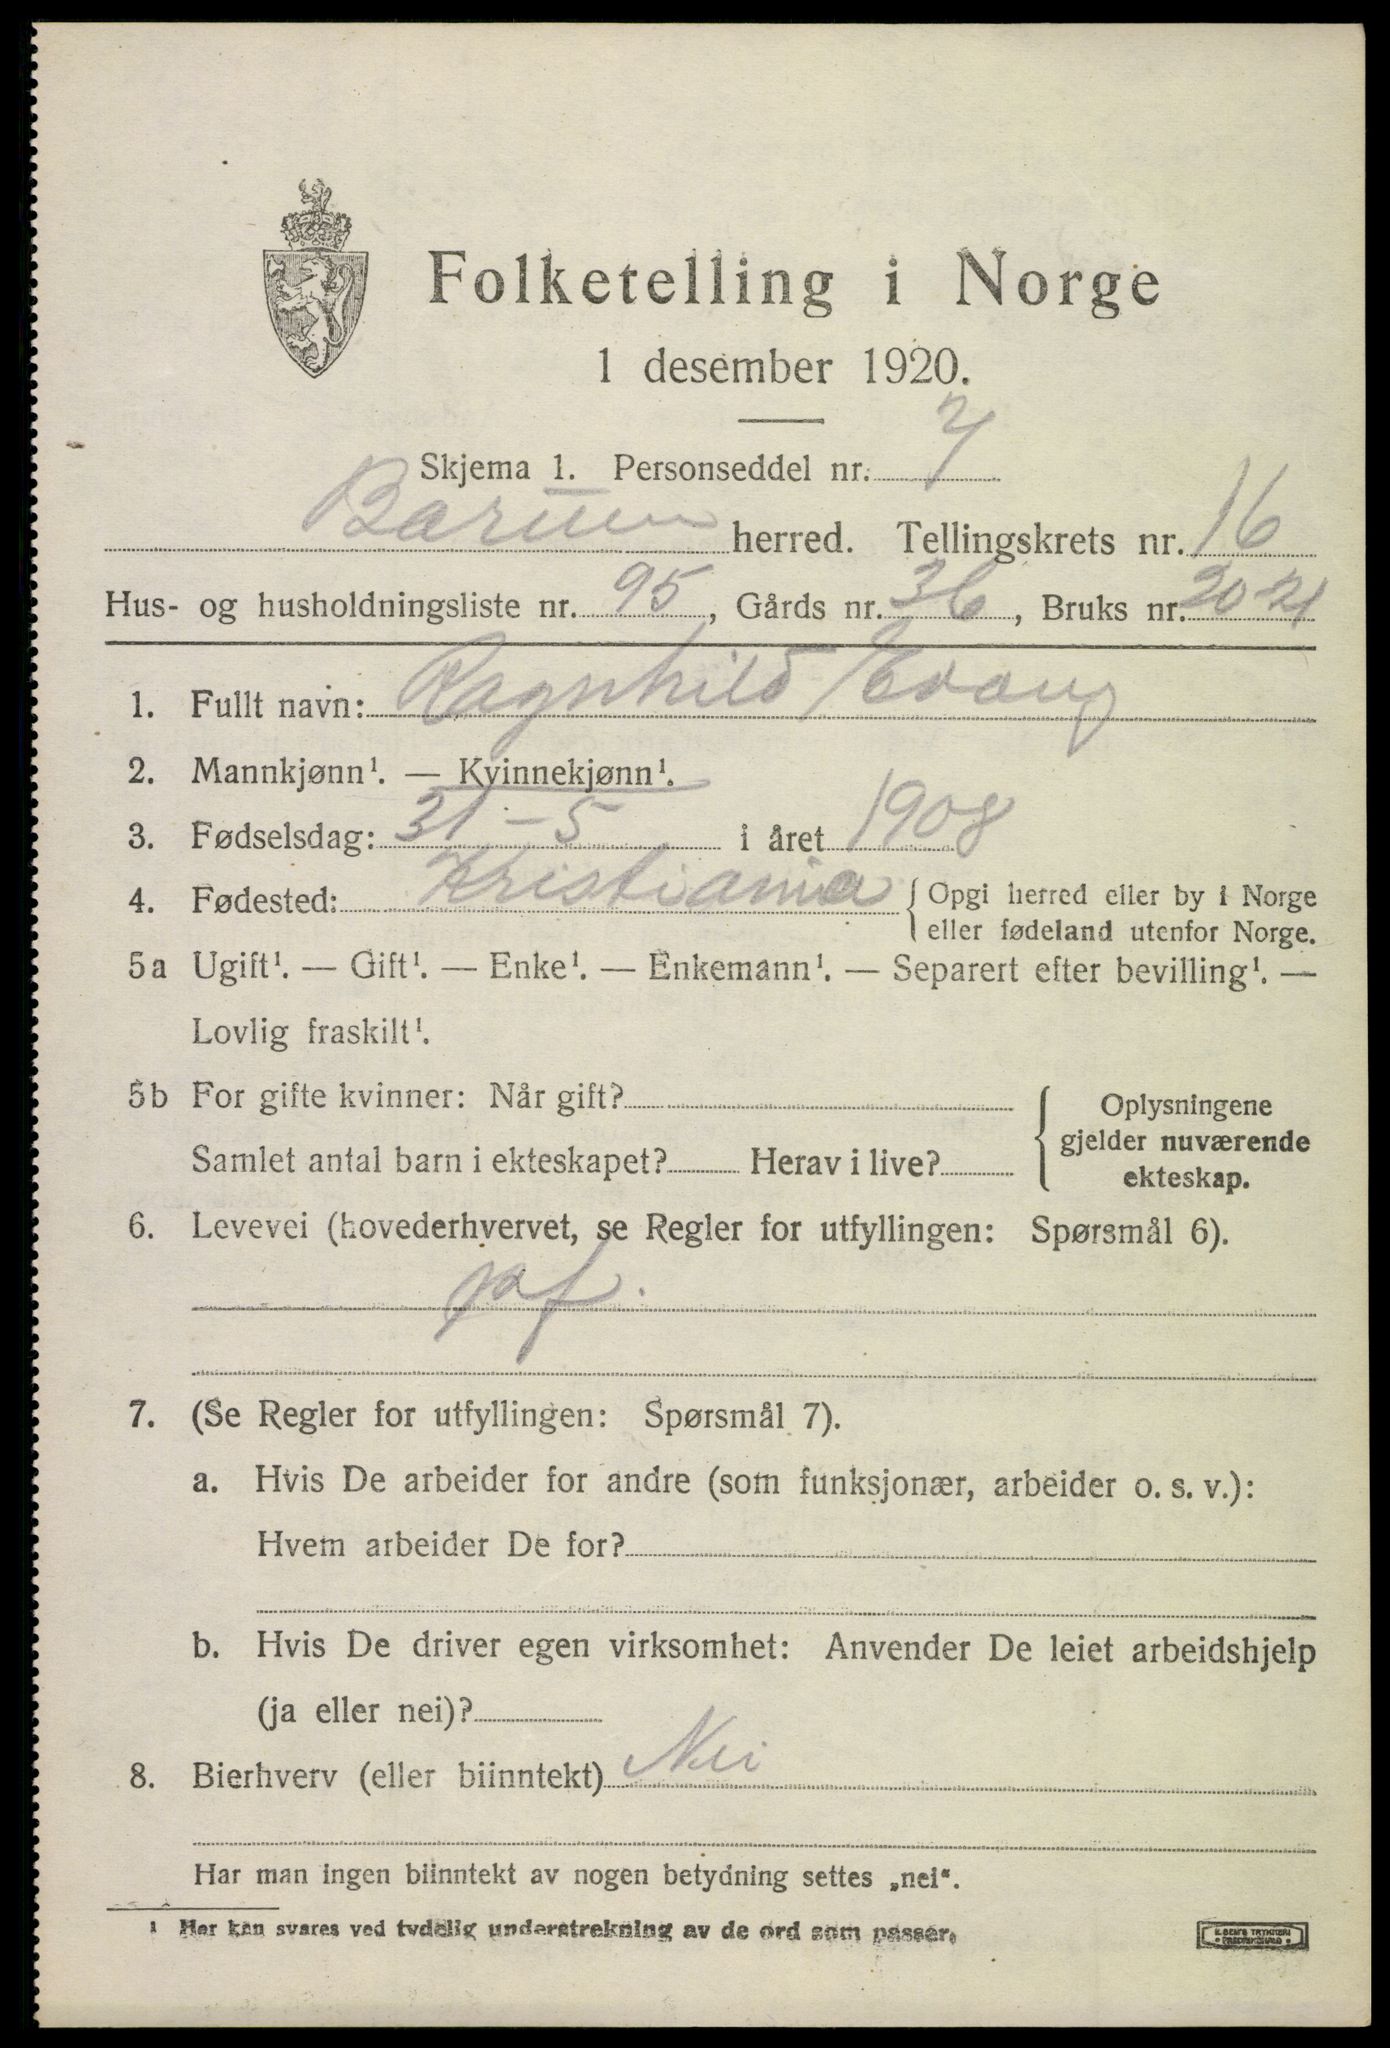 Folketelling i Norge
1 desember 1920.
Skjema 1. Personseddel nr. 7
Bærum herred. Tellingskrets nr. 16
Hus- og husholdningsliste nr. 95, Gårds nr. 36, Bruks nr. 20-21
1. Fullt navn: Ragnhild Evang
2. Mannkjønn¹. — Kvinnekjønn¹.
3. Fødselsdag: 31-5 i året 1908
4. Fødested: Kristiania { Opgi herred eller by i Norge
eller fødeland utenfor Norge.
5a Ugift¹. — Gift¹. — Enke¹. — Enkemann¹. — Separert efter bevilling¹. —
Lovlig fraskilt¹.
5b For gifte kvinner: Når gift? { Oplysningene
gjelder nuværende
Samlet antal barn i ekteskapet? Herav i live?
ekteskap.
6. Levevei (hovederhvervet, se Regler for utfyllingen: Spørsmål 6).
7. (Se Regler for utfyllingen: Spørsmål 7).
a. Hvis De arbeider for andre (som funksjonær, arbeider o. s. v.):
Hvem arbeider De for?
b. Hvis De driver egen virksomhet: Anvender De leiet arbeidshjelp
(ja eller nei)?
8. Bierhverv (eller biinntekt) Nei
Har man ingen biinntekt av nogen betydning settes „nei“.
¹ Her kan svares ved tydelig understrekning av de ord som passer.